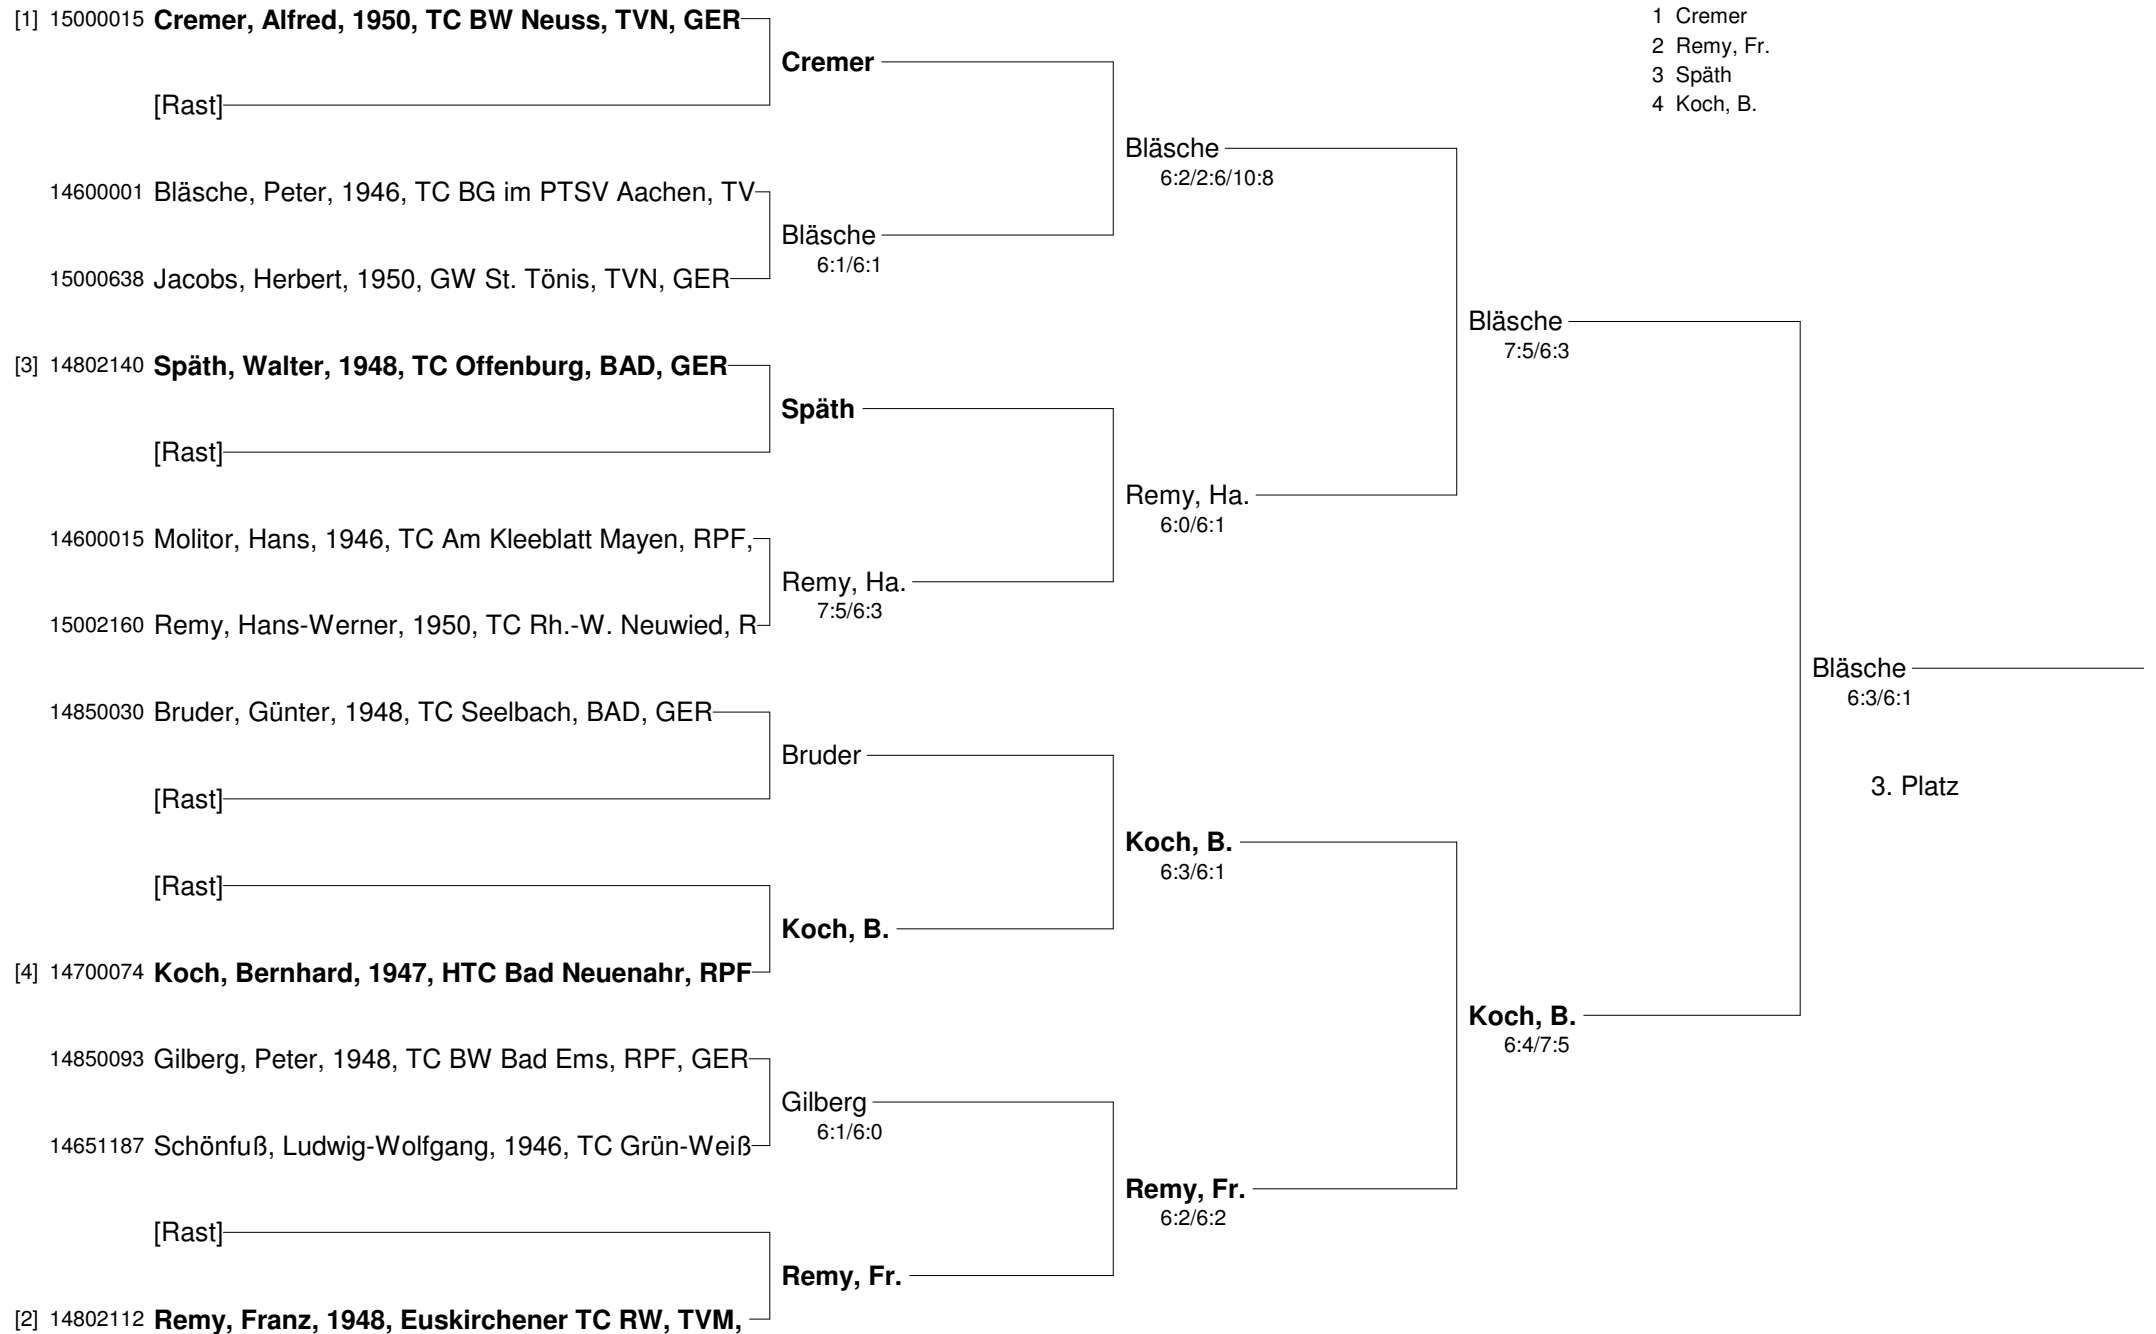 [1] 15000015 Cremer, Alfred, 1950, TC BW Neuss, TVN, GER
1 Cremer
2 Remy, Fr.
3 Späth
4 Koch, B.
Cremer
[Rast]
Bläsche
6:2/2:6/10:8
14600001 Bläsche, Peter, 1946, TC BG im PTSV Aachen, TV
Bläsche
6:1/6:1
15000638 Jacobs, Herbert, 1950, GW St. Tönis, TVN, GER
Bläsche
7:5/6:3
[3] 14802140 Späth, Walter, 1948, TC Offenburg, BAD, GER
Späth
[Rast]
Remy, Ha.
6:0/6:1
14600015 Molitor, Hans, 1946, TC Am Kleeblatt Mayen, RPF,
Remy, Ha.
7:5/6:3
15002160 Remy, Hans-Werner, 1950, TC Rh.-W. Neuwied, R
Bläsche
6:3/6:1
14850030 Bruder, Günter, 1948, TC Seelbach, BAD, GER
Bruder
3. Platz
[Rast]
Koch, B.
6:3/6:1
[Rast]
Koch, B.
[4] 14700074 Koch, Bernhard, 1947, HTC Bad Neuenahr, RPF
Koch, B.
6:4/7:5
14850093 Gilberg, Peter, 1948, TC BW Bad Ems, RPF, GER
Gilberg
6:1/6:0
14651187 Schönfuß, Ludwig-Wolfgang, 1946, TC Grün-Weiß
Remy, Fr.
6:2/6:2
[Rast]
Remy, Fr.
[2] 14802112 Remy, Franz, 1948, Euskirchener TC RW, TVM,